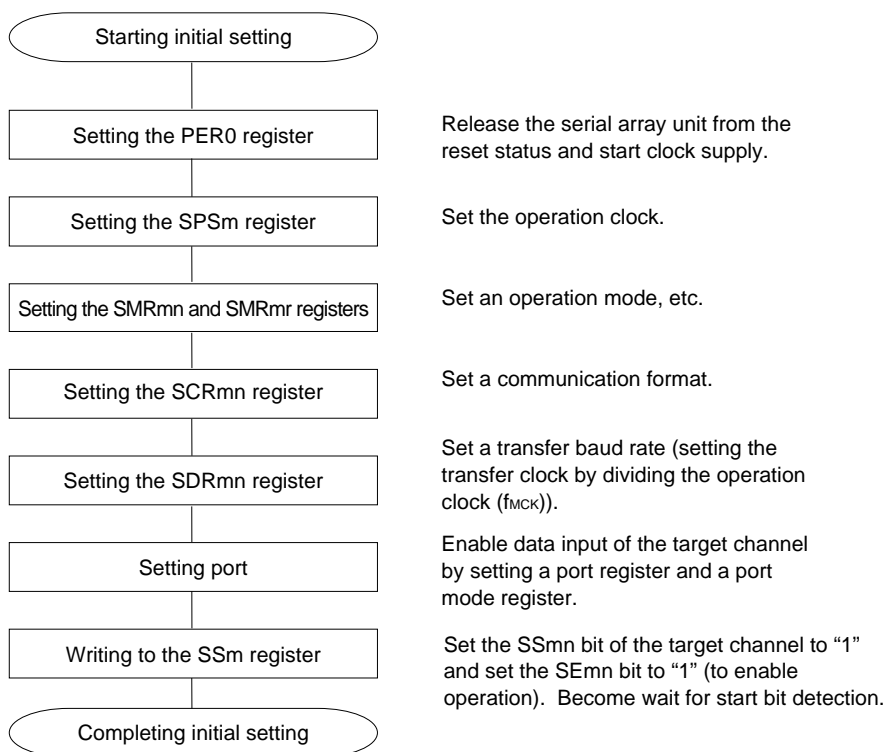 Starting initial setting
Setting the PER0 register
Release the serial array unit from the
reset status and start clock supply.
Setting the SPSm register
Set the operation clock.
Setting the SMRmn and SMRmr registers
Set an operation mode, etc.
Setting the SCRmn register
Set a communication format.
Setting the SDRmn register
Set a transfer baud rate (setting the
transfer clock by dividing the operation
clock (fMCK)).
Setting port
Enable data input of the target channel
by setting a port register and a port
mode register.
Writing to the SSm register
Set the SSmn bit of the target channel to “1”
and set the SEmn bit to “1” (to enable
operation).  Become wait for start bit detection.
Completing initial setting